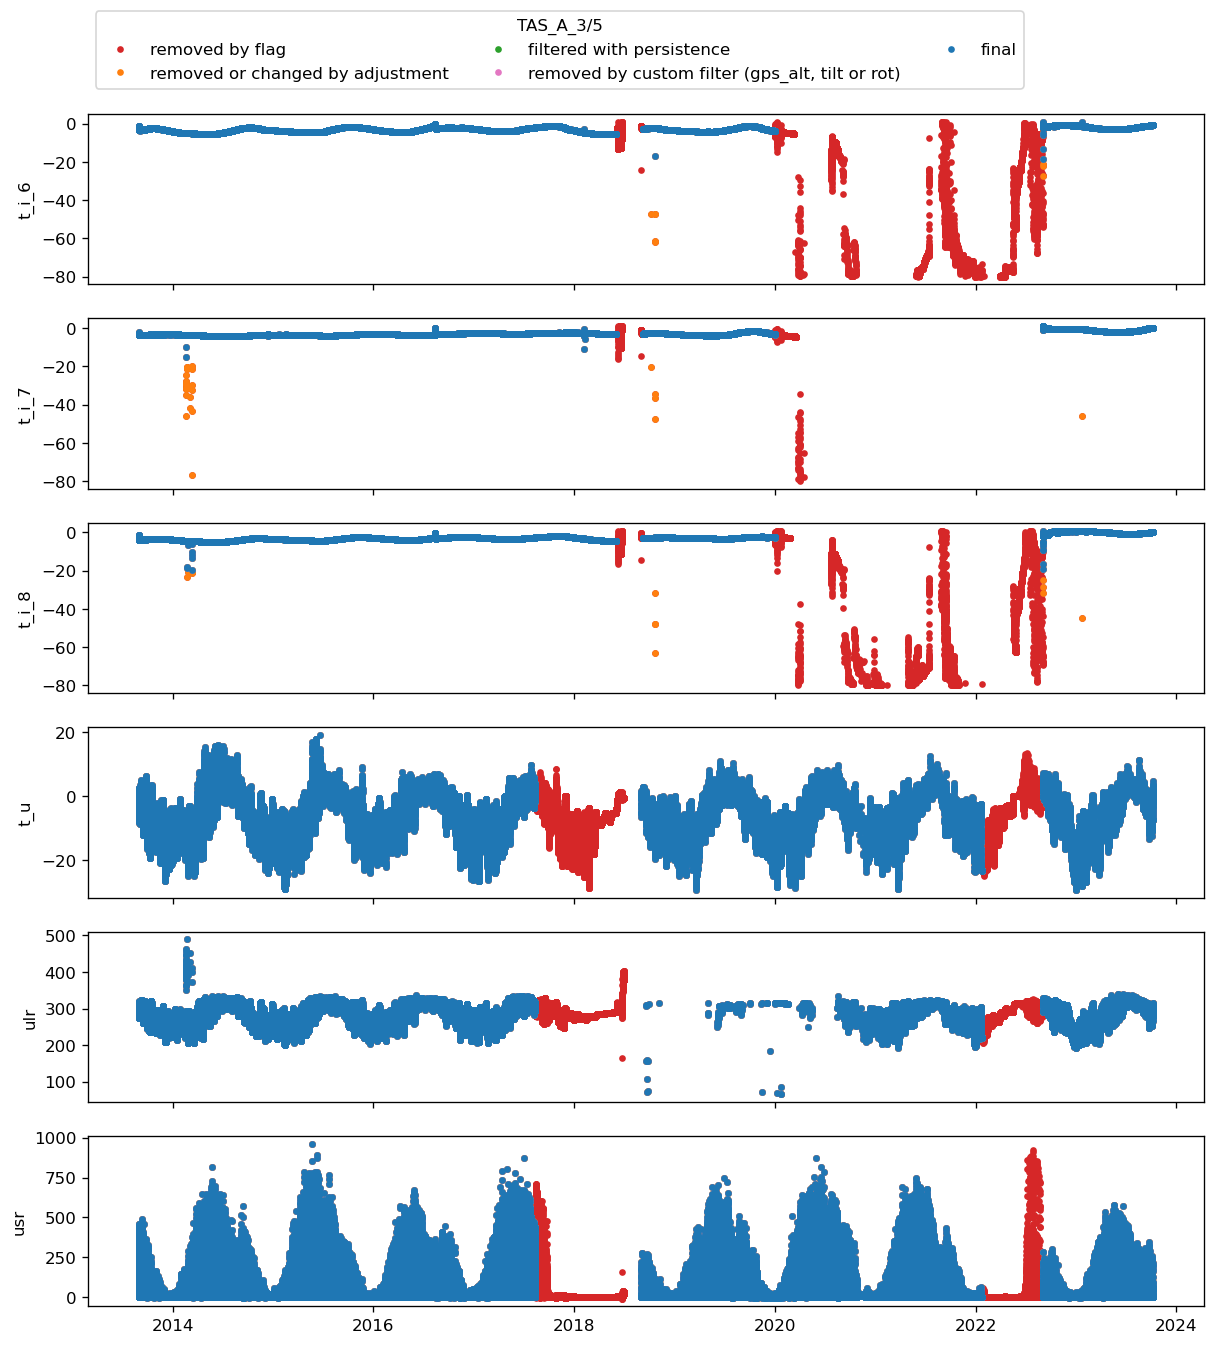 TAS_A_3/5
removed by flag
filtered with persistence
final
removed or changed by adjustment
removed by custom filter (gps_alt, tilt or rot)
0
−20
−40
−60
−80
t_i_6
0
−20
−40
−60
−80
t_i_7
0
−20
−40
−60
−80
t_i_8
20
0
−20
t_u
500
400
300
200
100
ulr
1000
750
500
250
0
usr
2014 2016 2018 2020 2022 2024